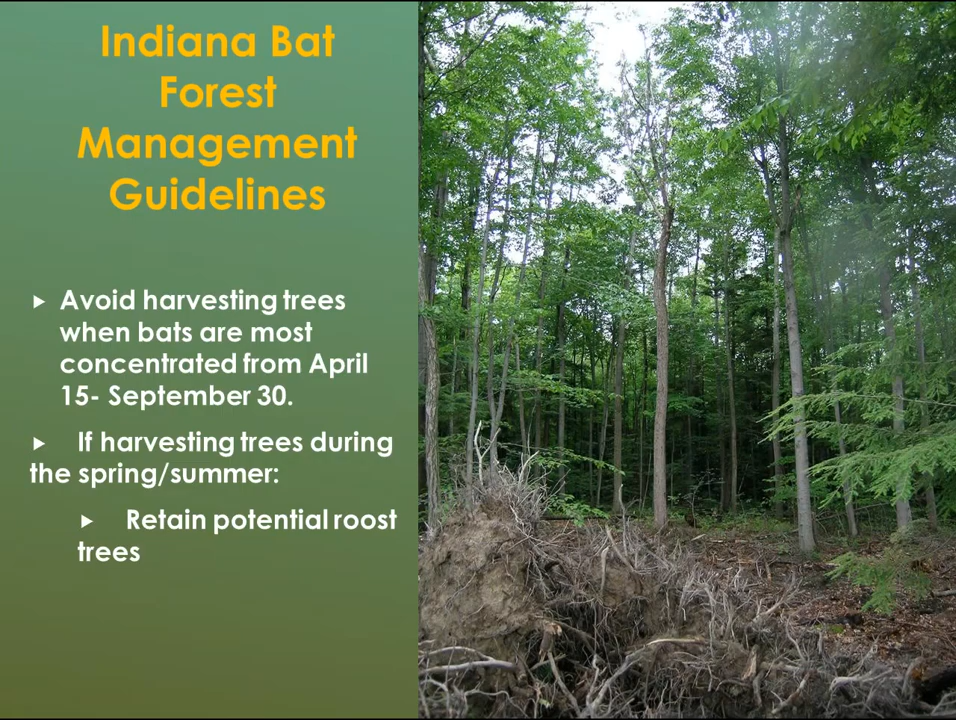 Indiana Bat
Forest
Management
Guidelines
Avoid harvesting trees
when bats are most
concentrated from April
15- September 30.
If harvesting trees during
the spring/summer:
Retain potential roost
trees